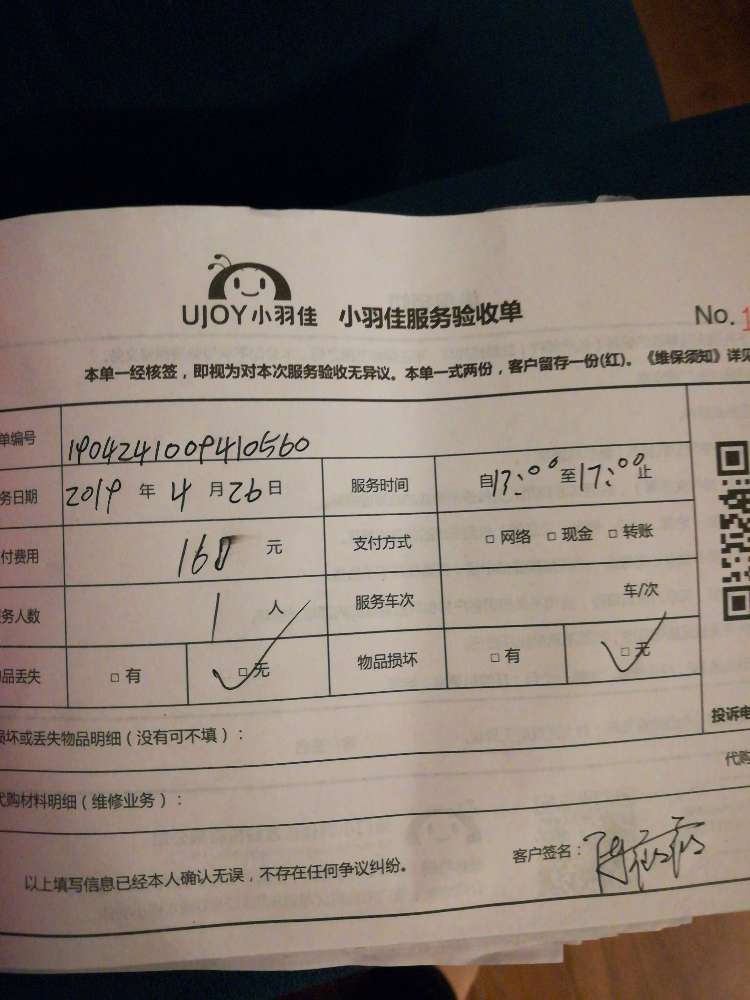 UJOY小羽佳 小羽佳服务验收单 No. 1
本单一经核签，即视为对本次服务验收无异议。本单一式两份，客户留存一份(红)。《维保须知》详见
单编号 1904241009410560
务日期 2019 年 4 月 26 日 服务时间 自13:00至17:00止
付费用 160 元 支付方式 □ 网络 □ 现金 □ 转账
务人数 1 人 服务车次 车/次
品丢失 □ 有 □ 无 物品损坏 □ 有 □ 无
损坏或丢失物品明细（没有可不填）：
投诉电
代购
代购材料明细（维修业务）：
以上填写信息已经本人确认无误，不存在任何争议纠纷。
客户签名：